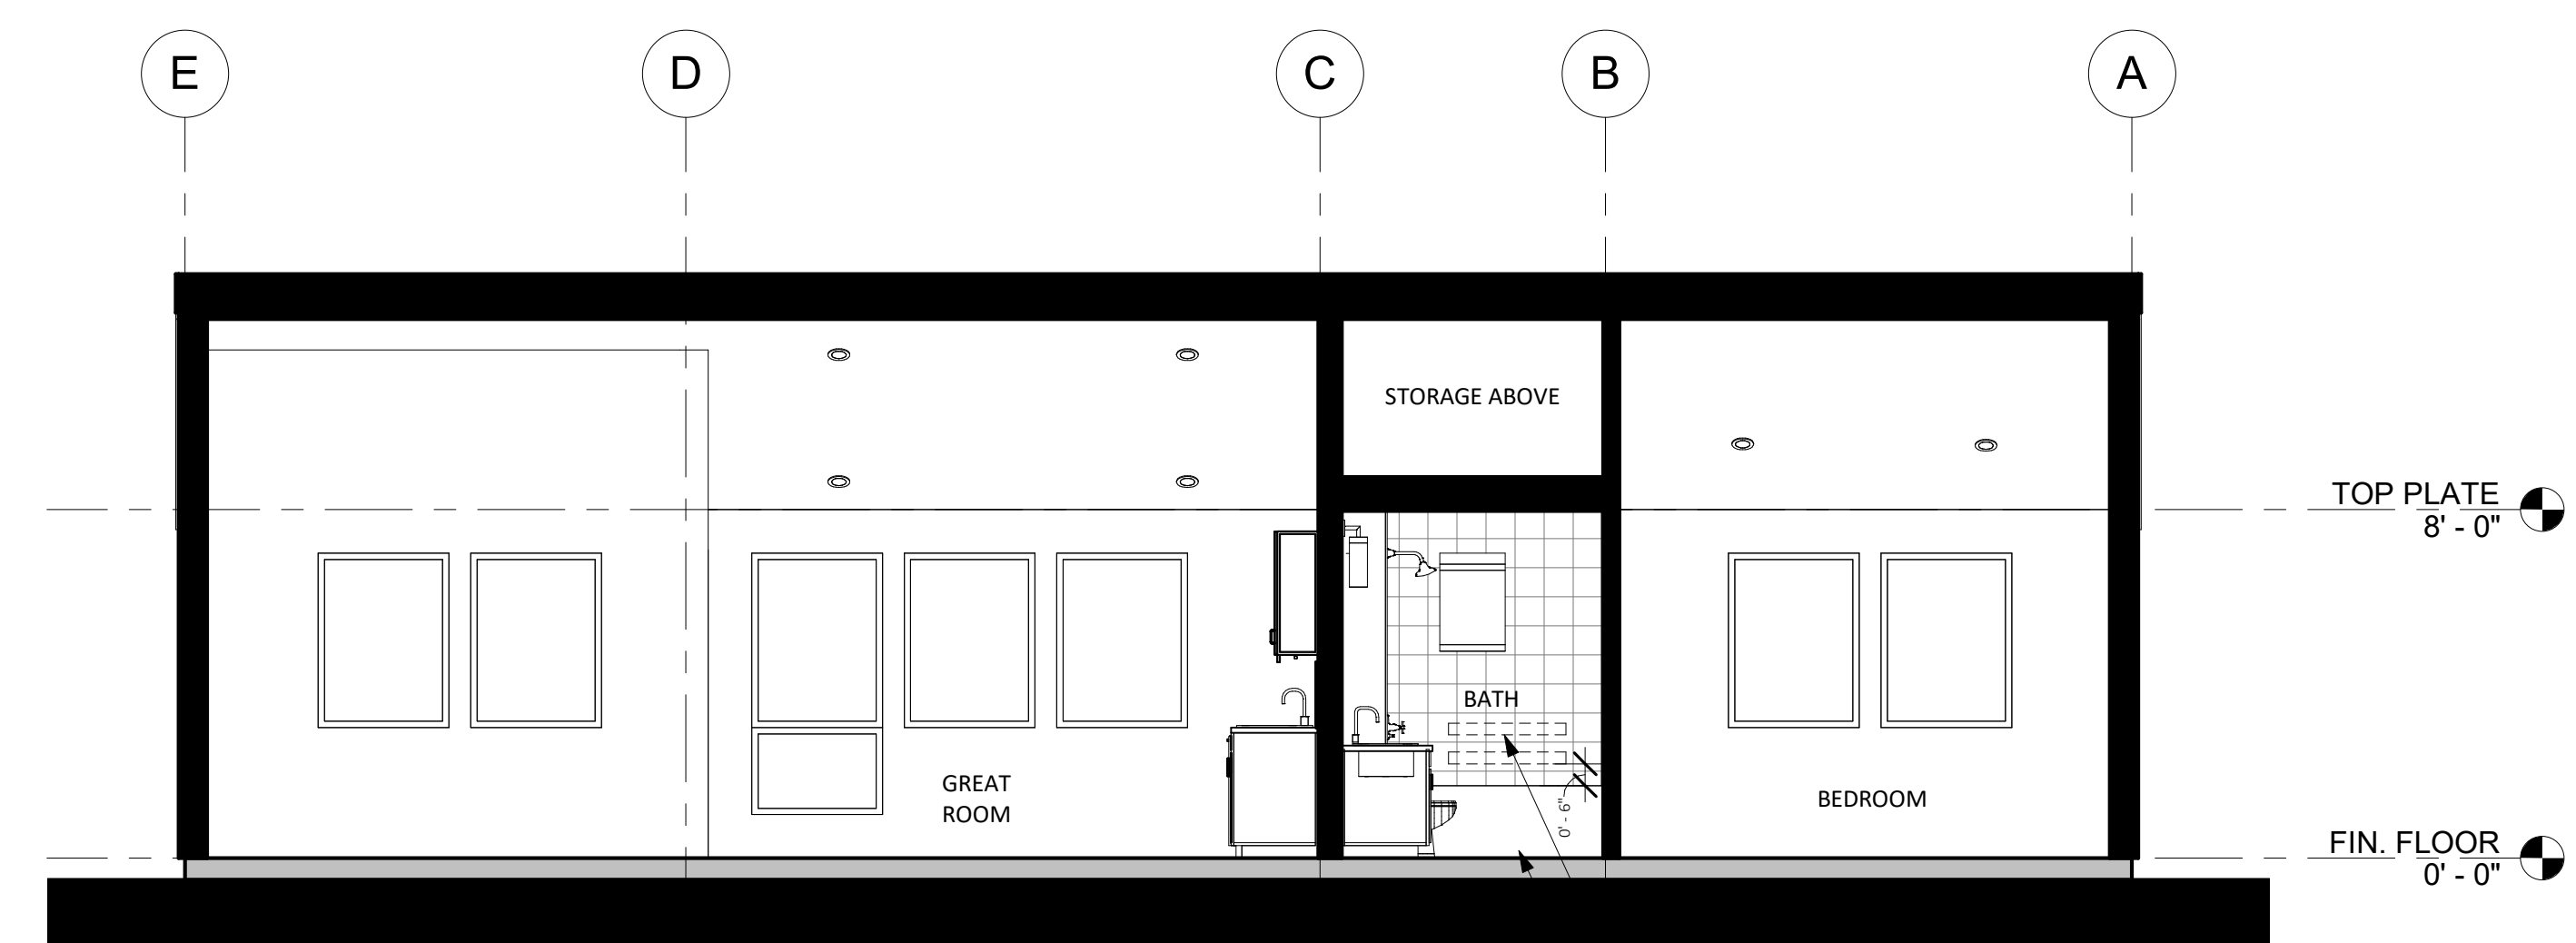 E
D
C
B
A
STORAGE ABOVE
TOP PLATE
8' - 0"
BATH
GREAT
ROOM
0' - 6"
BEDROOM
FIN. FLOOR
0' - 0"